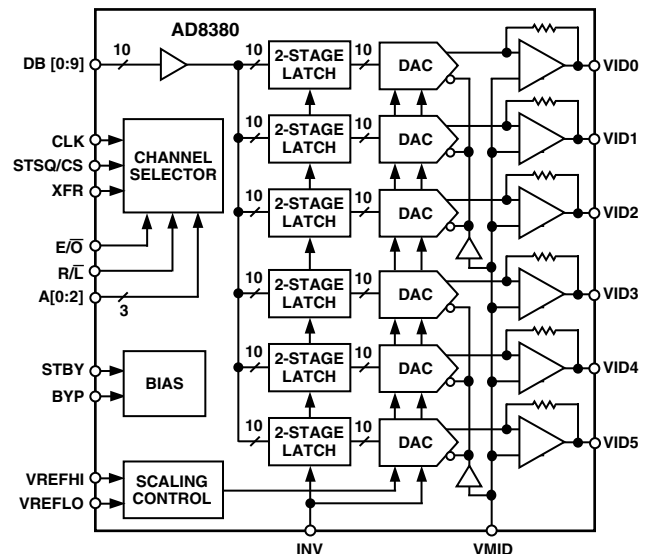 AD8380
DB [0:9] 10 10 2-STAGE LATCH 10 DAC VID0
CLK
STSQ/CS
XFR
CHANNEL SELECTOR
10 2-STAGE LATCH 10 DAC VID1
10 2-STAGE LATCH 10 DAC VID2
E/O̅
R/L̅
A[0:2] 3
10 2-STAGE LATCH 10 DAC VID3
STBY
BYP
BIAS
10 2-STAGE LATCH 10 DAC VID4
10 2-STAGE LATCH 10 DAC VID5
VREFHI
VREFLO
SCALING CONTROL
INV VMID